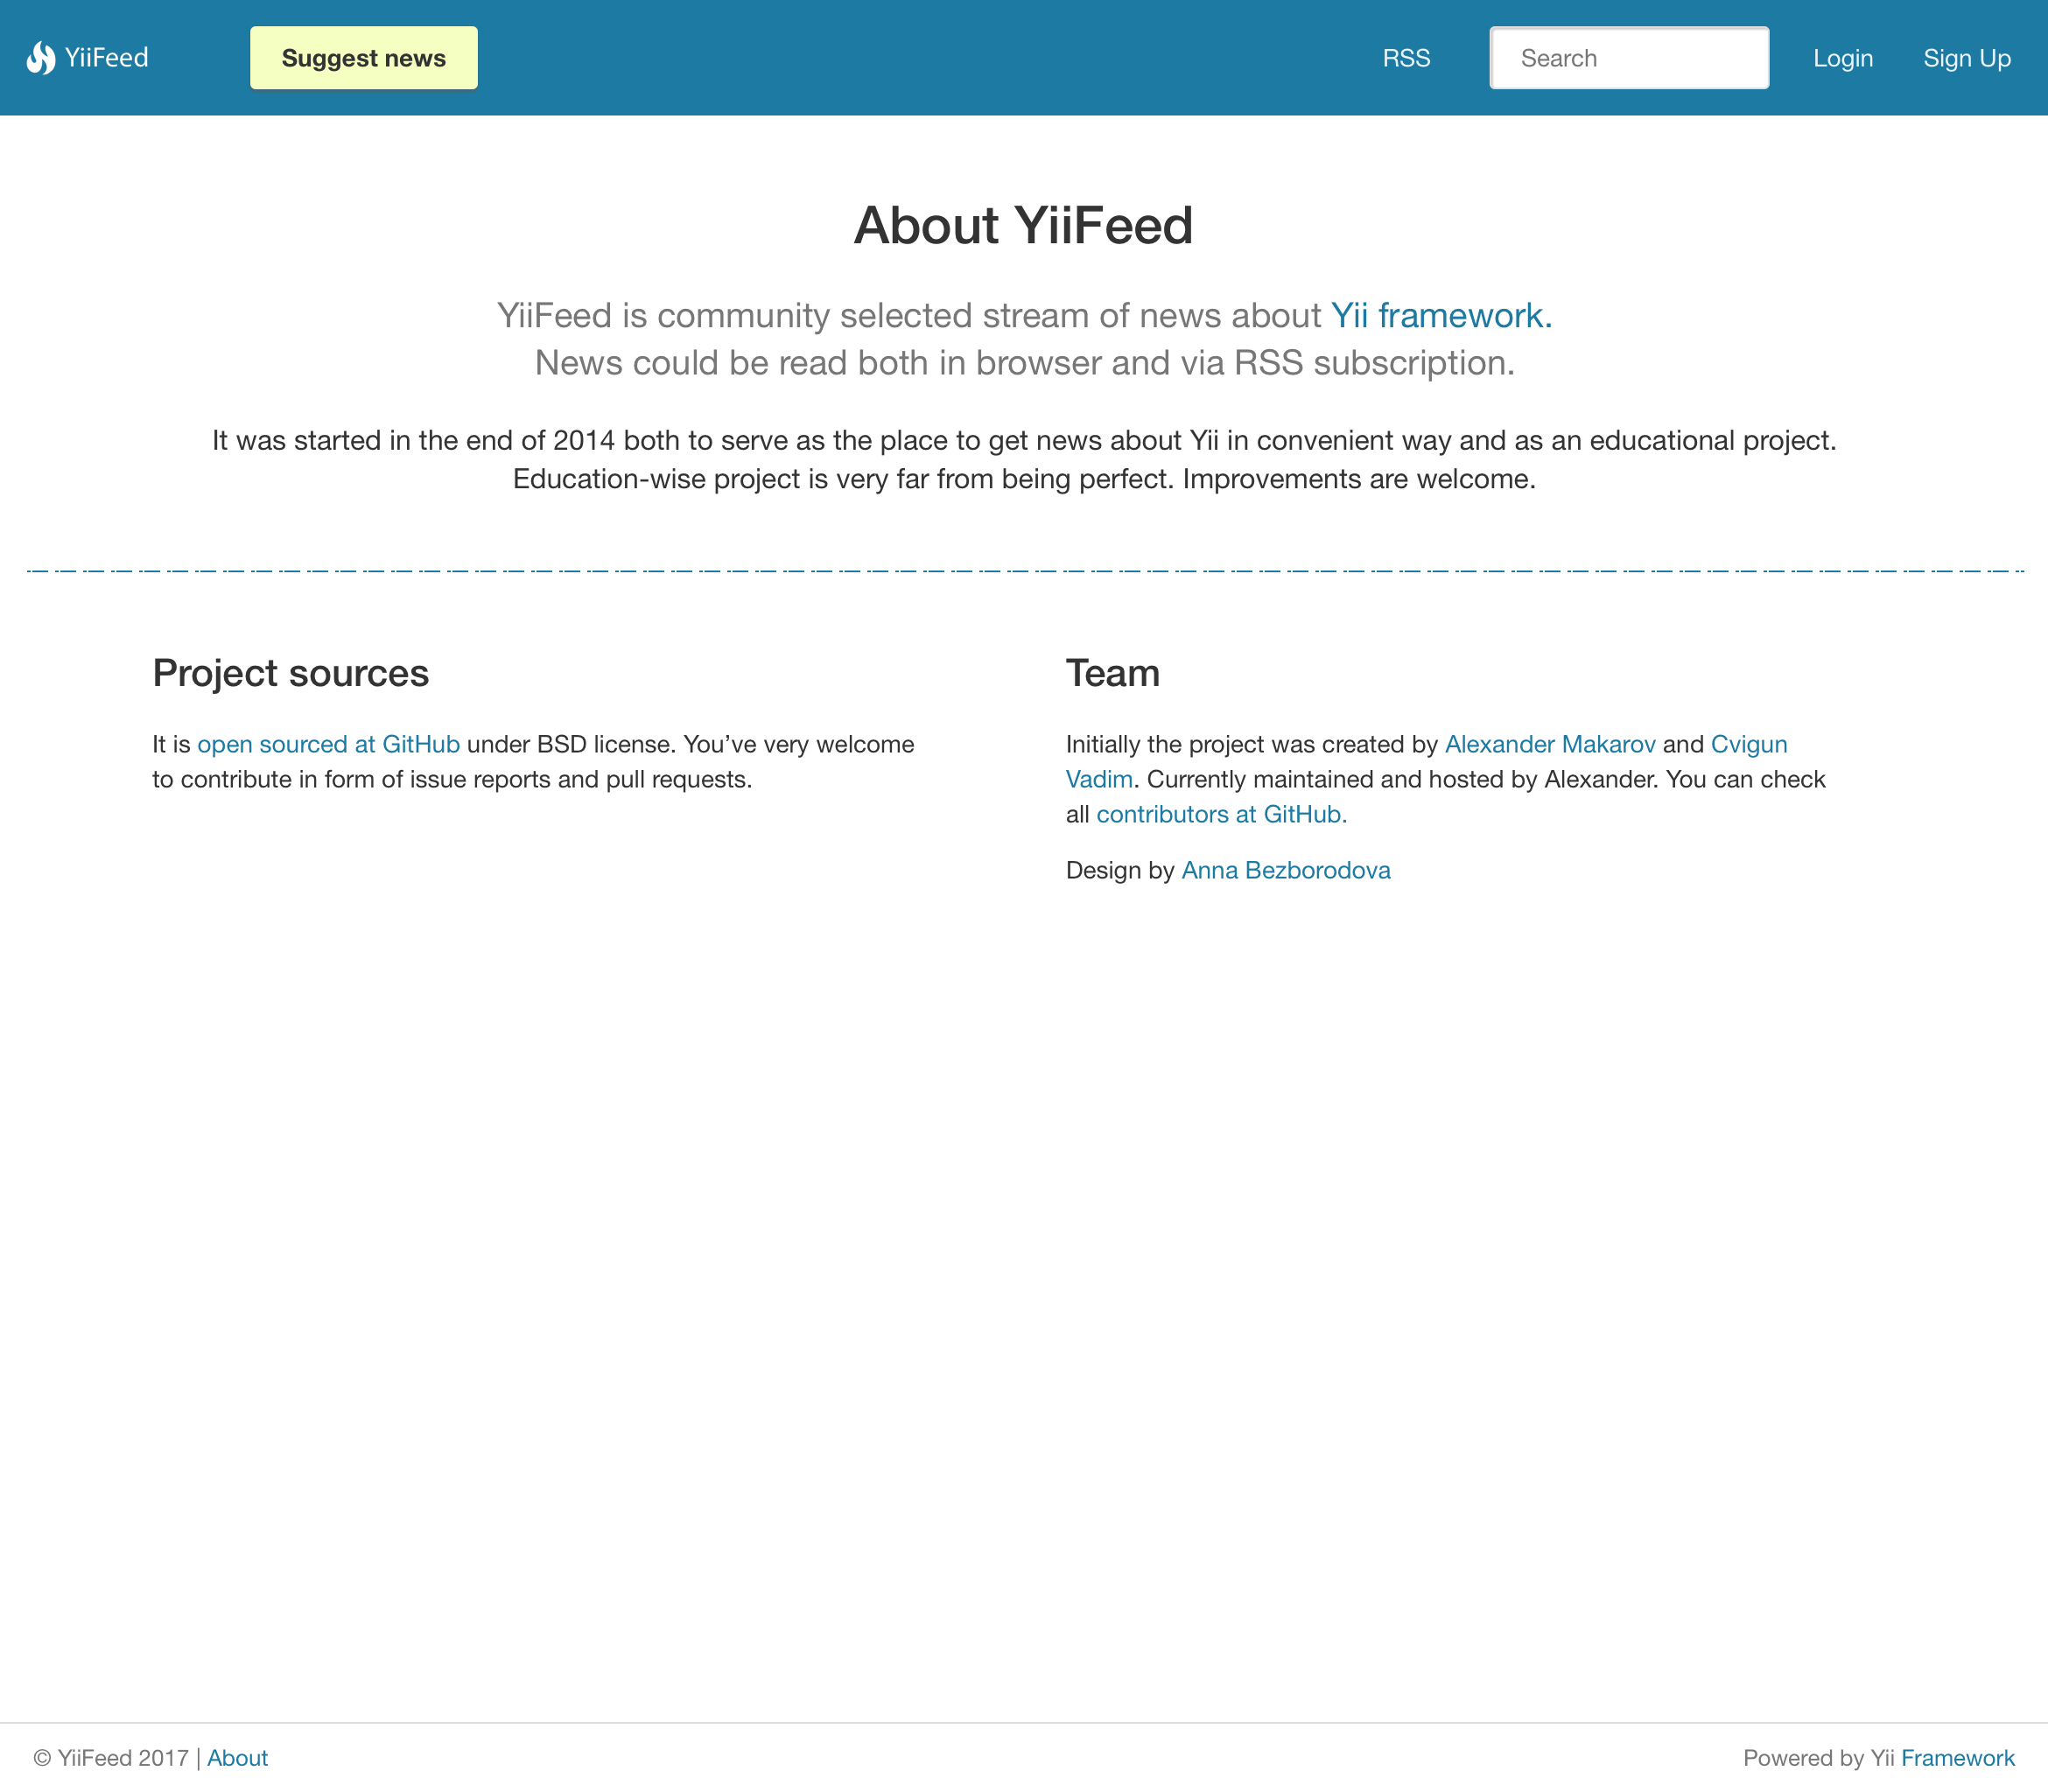 YiiFeed
Suggest news
RSS
Search
Login
Sign Up
About YiiFeed
YiiFeed is community selected stream of news about Yii framework.
News could be read both in browser and via RSS subscription.
It was started in the end of 2014 both to serve as the place to get news about Yii in convenient way and as an educational project.
Education-wise project is very far from being perfect. Improvements are welcome.
Project sources
It is open sourced at GitHub under BSD license. You’ve very welcome
to contribute in form of issue reports and pull requests.
Team
Initially the project was created by Alexander Makarov and Cvigun
Vadim. Currently maintained and hosted by Alexander. You can check
all contributors at GitHub.
Design by Anna Bezborodova
© YiiFeed 2017 | About
Powered by Yii Framework